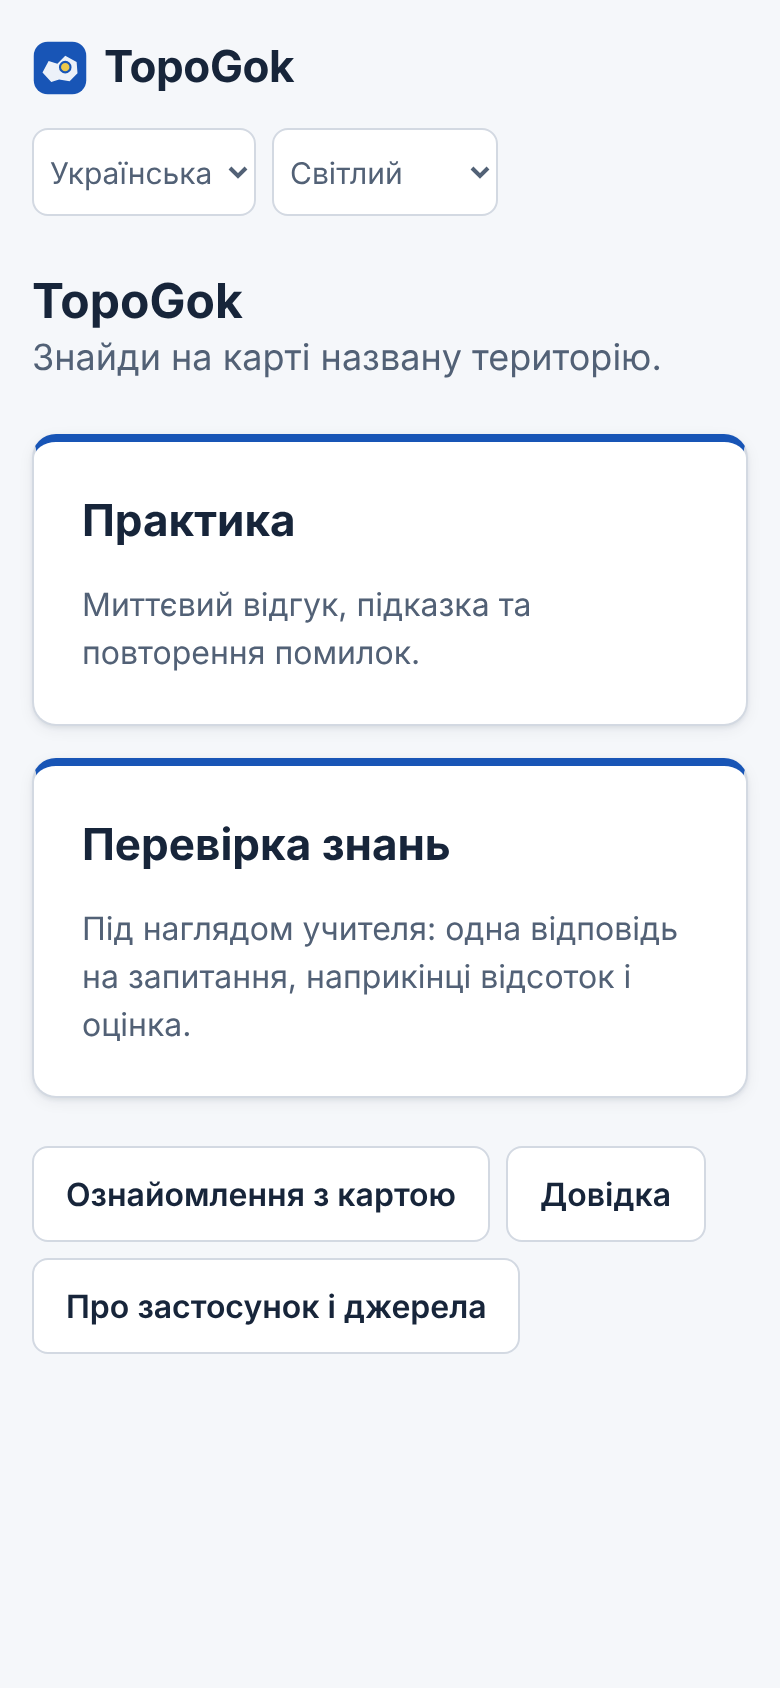 TopoGok
Українська
Світлий
TopoGok
Знайди на карті названу територію.
Практика
Миттєвий відгук, підказка та
повторення помилок.
Перевірка знань
Під наглядом учителя: одна відповідь
на запитання, наприкінці відсоток і
оцінка.
Ознайомлення з картою
Довідка
Про застосунок і джерела